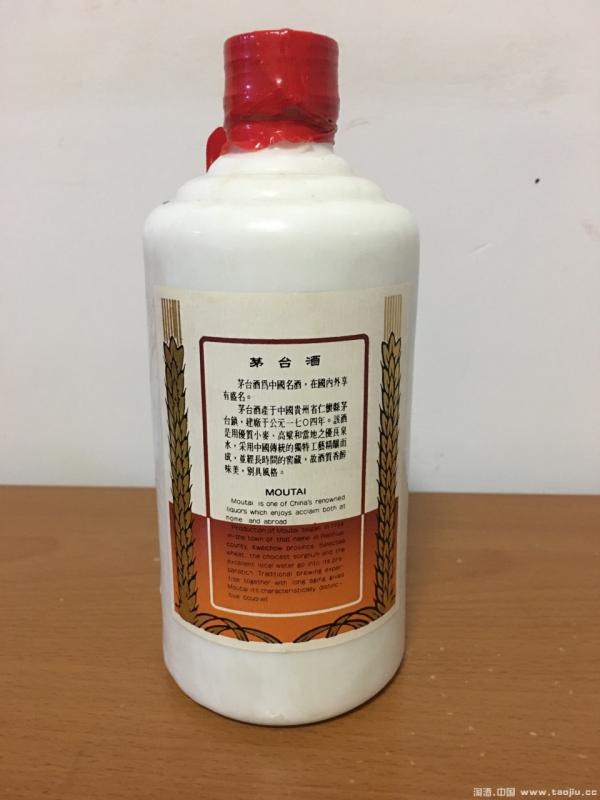 茅台酒
茅台酒爲中國名酒，在國內外享
有盛名。
茅台酒產于中國貴州省仁懷縣茅
台鎮，建廠于公元一七〇四年。該酒
是用優質小麥、高粱和當地之優良泉
水，采用中國傳統的獨特工藝精釀而
成，並經長時間的窖藏，故酒質香醇
味美，別具風格。
MOUTAI
Moutai is one of China's renowned
liquors which enjoys acclaim both at
home and abroad
Production of Moutai began in 1704
in the town of that name in Renhuai
county, Kweichow province. Selected
wheat, the choicest sorghum and the
excellent local water go into its pre-
paration. Traditional brewing exper-
tise together with long aging gives
Moutai its characteristically distinc-
tive bouquet
淘酒.中国 www.taojiu.cc